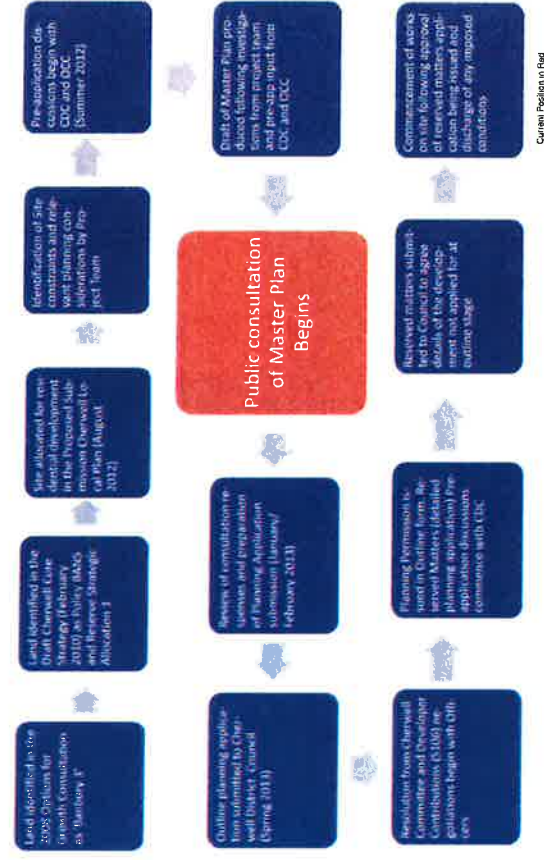 Land identified in the
2008 Options for
Growth Consultation
as
Land identified in the
Draft Cherwell Core
Strategy (February
2010) as Policy
and Reserve Strategic
Allocation
Site allocated for resi-
dential development
in the Proposed Sub-
mission Cherwell Lo-
cal Plan (August
2012)
Identification of Site
constraints and rele-
vant planning con-
siderations by Pro-
ject Team
Pre-application dis-
cussions begin with
CDC and OCC
(Summer 2012)
Draft of Master Plan pro-
duced following investiga-
tions from project team
and pre-app input from
CDC and OCC
Public consultation
of Master Plan
Begins
Review of consultation re-
sponses and preparation
of Planning Application
submission (January/
February 2013)
Outline planning applica-
tion submitted to Cher-
well District Council
(Spring 2013)
Resolution from Cherwell
Committee and Developer
Contributions (S106) ne-
gotiations begin with Offi-
cers
Planning Permission is-
sued in Outline form. Re-
served Matters (detailed
planning application) Pre-
application discussions
commence with CDC
Reserved matters submit-
ted to Council to agree
details of the develop-
ment not applied for at
outline stage
Commencement of works
on site following approval
of reserved matters appli-
cation being issued and
discharge of any imposed
conditions
Current Position in Red